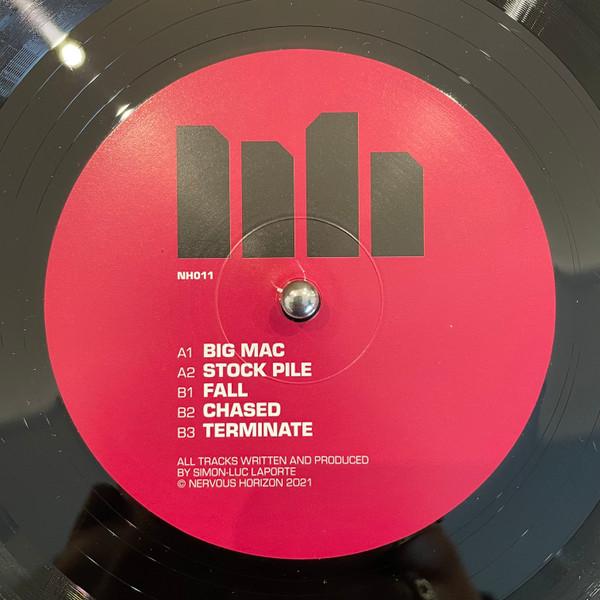 NH011
A1 BIG MAC
A2 STOCK PILE
B1 FALL
B2 CHASED
B3 TERMINATE
ALL TRACKS WRITTEN AND PRODUCED
BY SIMON-LUC LAPORTE
© NERVOUS HORIZON 2021